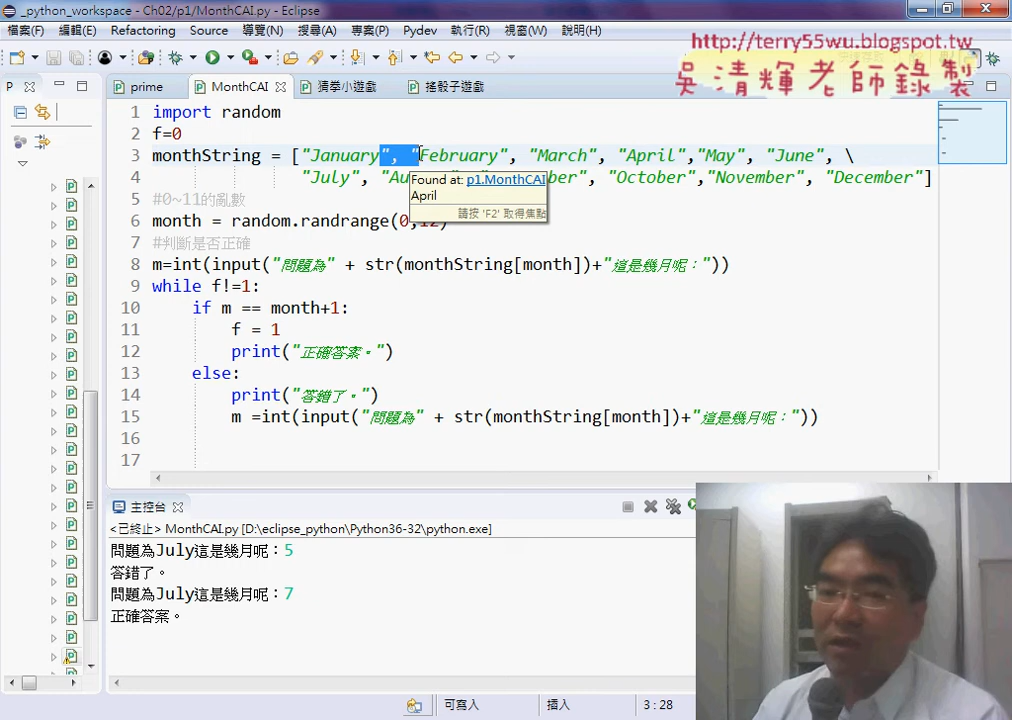 _python_workspace - Ch02/p1/MonthCAI.py - Eclipse
檔案(F) 編輯(E) Refactoring Source 導覽(N) 搜尋(A) 專案(P) Pydev 執行(R) 視窗(W) 說明(H)
http://terry55wu.blogspot.tw
吳清輝老師錄製
P prime MonthCAI 猜拳小遊戲 搖骰子遊戲
1 import random
2 f=0
3 monthString = ["January", "February", "March", "April","May", "June", \
4 "July", "Au ber", "October","November", "December"]
Found at: p1.MonthCAI
April
請按 'F2' 取得焦點
5 #0~11的亂數
6 month = random.randrange(0,12)
7 #判斷是否正確
8 m=int(input("問題為" + str(monthString[month])+"這是幾月呢："))
9 while f!=1:
10 if m == month+1:
11 f = 1
12 print("正確答案。")
13 else:
14 print("答錯了。")
15 m =int(input("問題為" + str(monthString[month])+"這是幾月呢："))
16
17
主控台
<已終止> MonthCAI.py [D:\eclipse_python\Python36-32\python.exe]
問題為July這是幾月呢：5
答錯了。
問題為July這是幾月呢：7
正確答案。
可寫入 插入 3:28